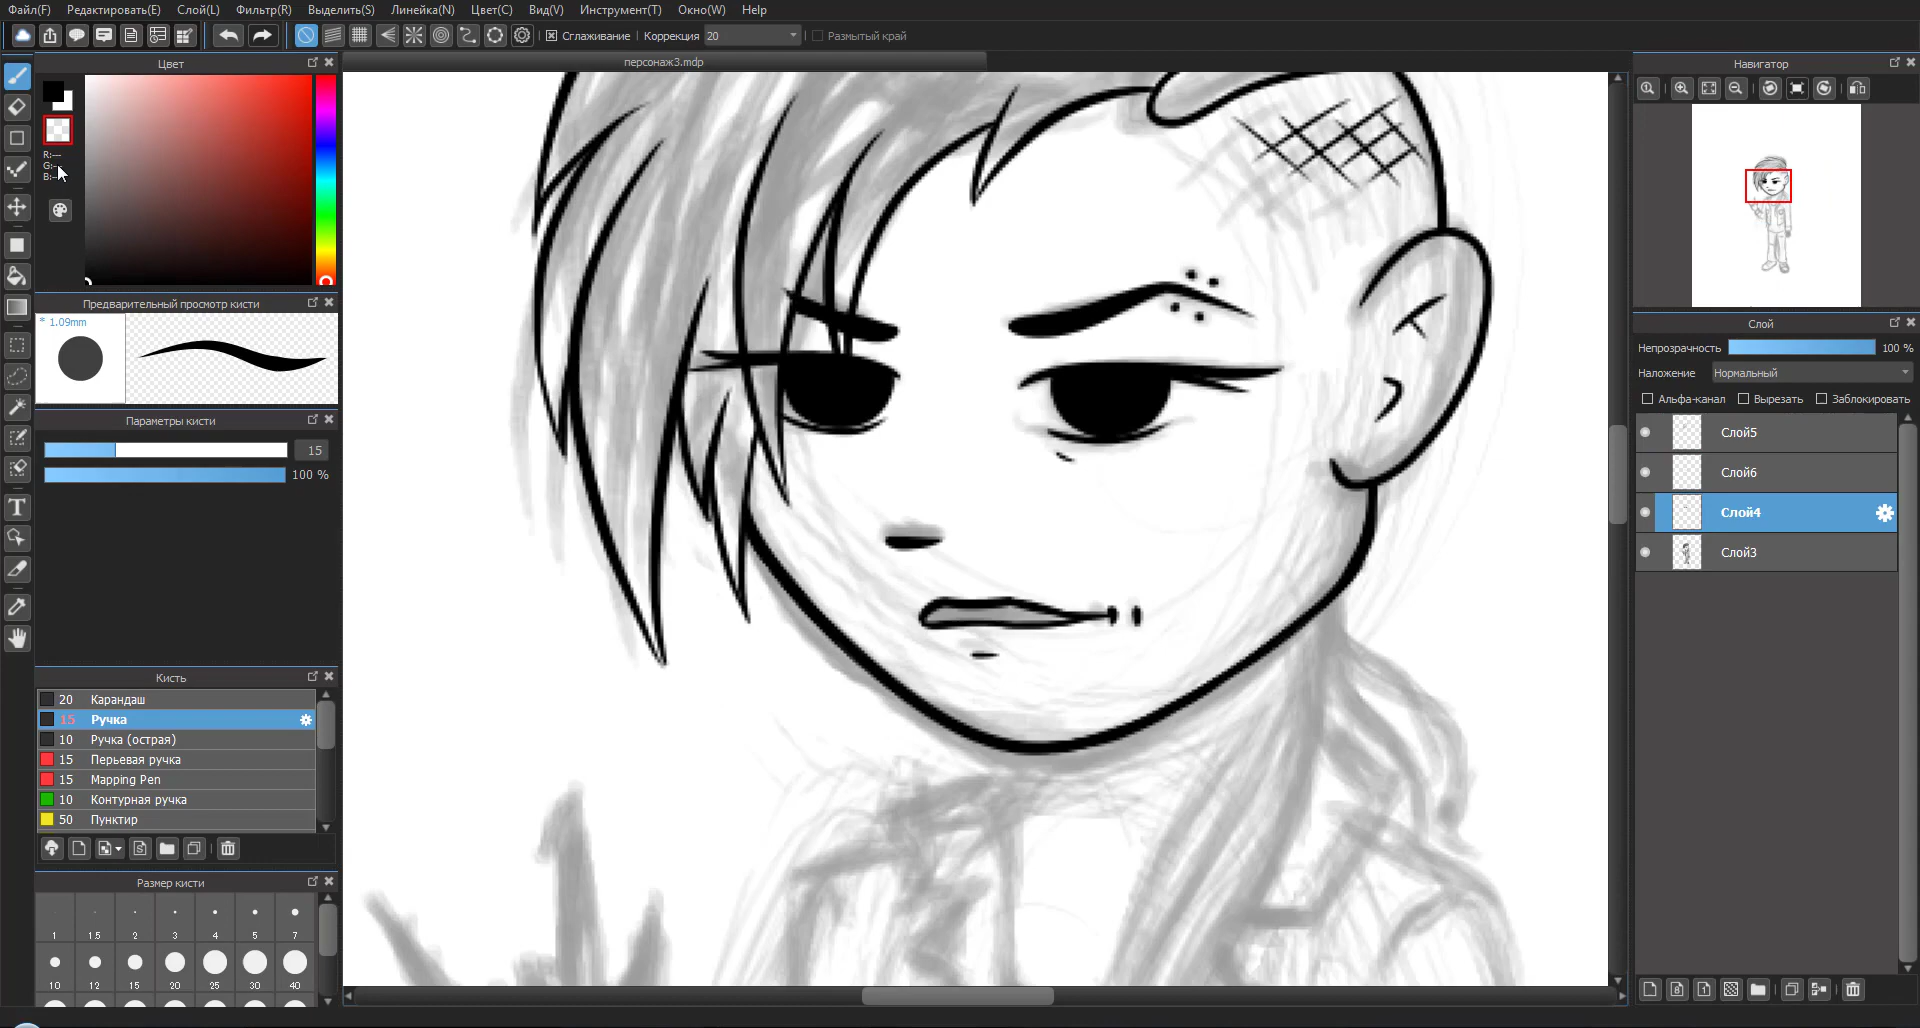 Файл(F) Редактировать(E) Слой(L) Фильтр(R) Выделить(S) Линейка(N) Цвет(C) Вид(V) Инструмент(T) Окно(W) Help
Сглаживание Коррекция 20 Размытый край
Цвет
персонаж3.mdp
Навигатор
R:---
G:--
B:--
Предварительный просмотр кисти
* 1.09mm
Слой
Непрозрачность 100 %
Наложение Нормальный
Альфа-канал Вырезать Заблокировать
Параметры кисти
15
100 %
Слой5
Слой6
Слой4
Слой3
T
Кисть
20 Карандаш
15 Ручка
10 Ручка (острая)
15 Перьевая ручка
15 Mapping Pen
10 Контурная ручка
50 Пунктир
Размер кисти
1 1.5 2 3 4 5 7
10 12 15 20 25 30 40